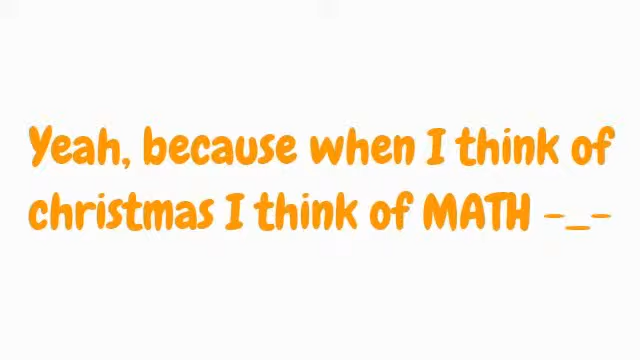 Yeah, because when I think of
christmas I think of MATH -_-